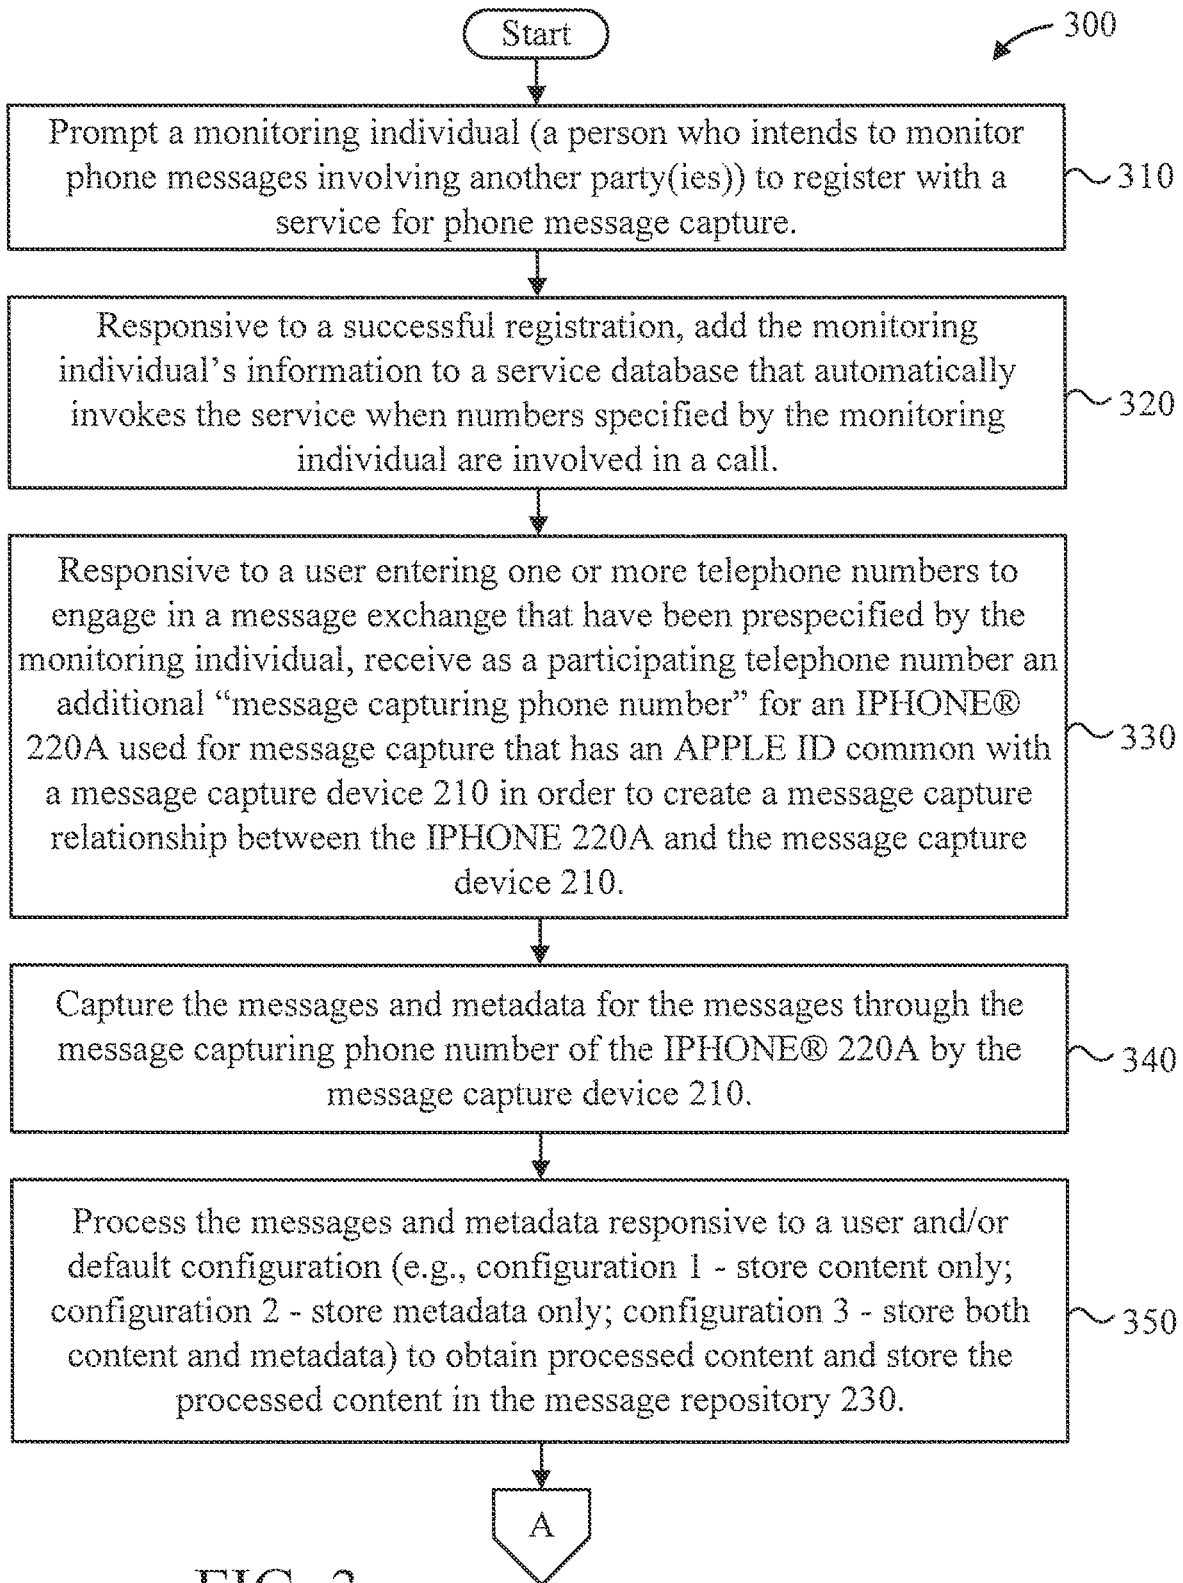 Start
300
Prompt a monitoring individual (a person who intends to monitor
phone messages involving another party(ies)) to register with a
service for phone message capture.
310
Responsive to a successful registration, add the monitoring
individual's information to a service database that automatically
invokes the service when numbers specified by the monitoring
individual are involved in a call.
320
Responsive to a user entering one or more telephone numbers to
engage in a message exchange that have been prespecified by the
monitoring individual, receive as a participating telephone number an
additional “message capturing phone number” for an IPHONE®
220A used for message capture that has an APPLE ID common with
a message capture device 210 in order to create a message capture
relationship between the IPHONE 220A and the message capture
device 210.
330
Capture the messages and metadata for the messages through the
message capturing phone number of the IPHONE® 220A by the
message capture device 210.
340
Process the messages and metadata responsive to a user and/or
default configuration (e.g., configuration 1 - store content only;
configuration 2 - store metadata only; configuration 3 - store both
content and metadata) to obtain processed content and store the
processed content in the message repository 230.
350
A
FIG. 3